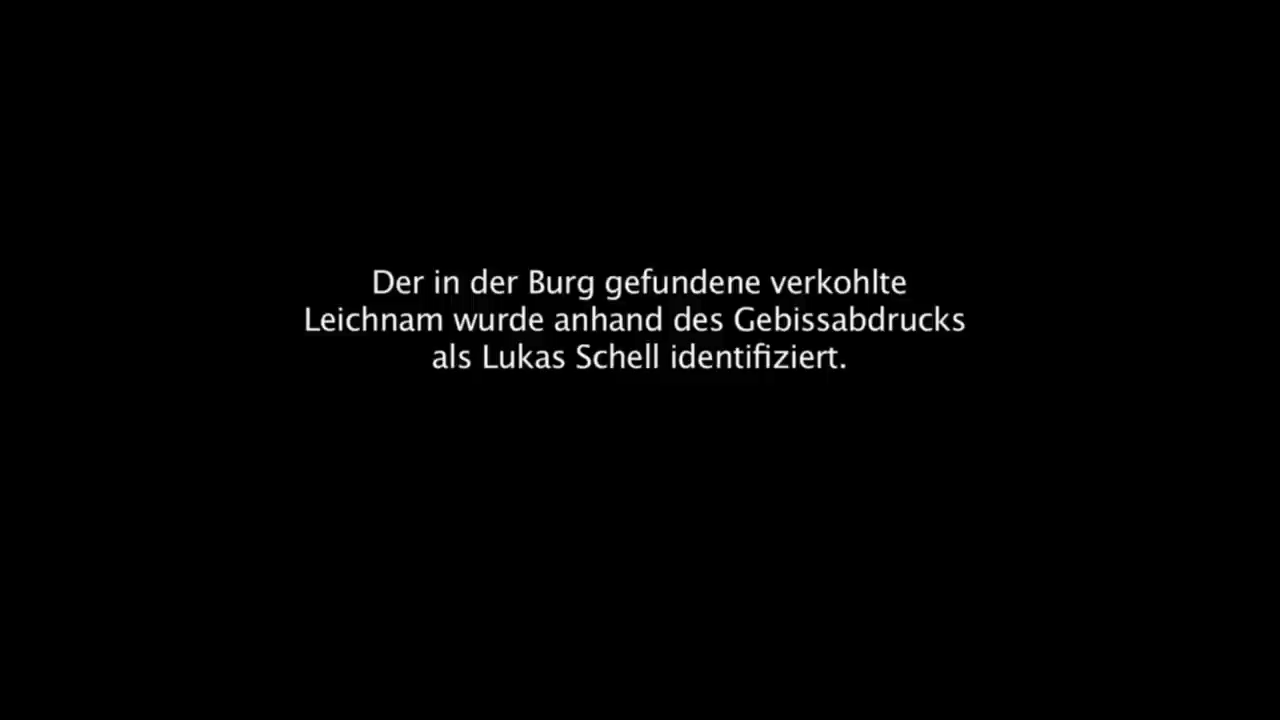 Der in der Burg gefundene verkohlte
Leichnam wurde anhand des Gebissabdrucks
als Lukas Schell identifiziert.